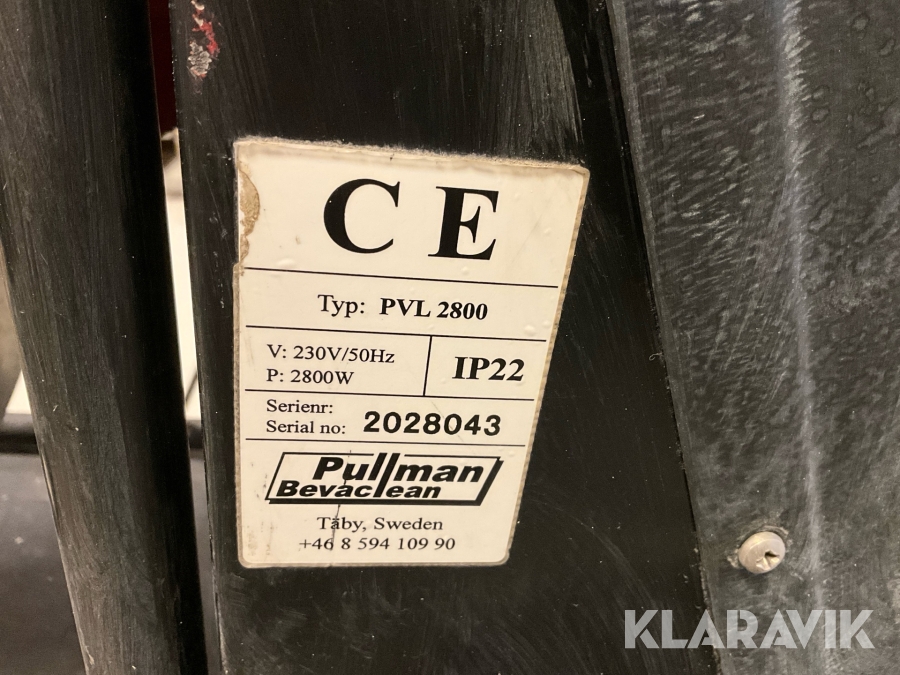 CE
Typ: PVL 2800
V: 230V/50Hz
P: 2800W
IP22
Serienr:
Serial no: 2028043
Pullman
Bevaclean
Täby, Sweden
+46 8 594 109 90
KLARAVIK